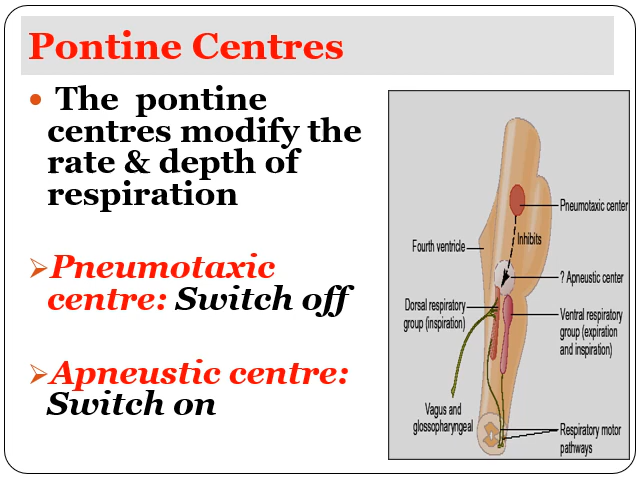 Pontine Centres
• The pontine
centres modify the
rate & depth of
respiration
➢Pneumotaxic
centre: Switch off
➢Apneustic centre:
Switch on
Pneumotaxic center
Inhibits
Fourth ventricle
? Apneustic center
Dorsal respiratory
group (inspiration)
Ventral respiratory
group (expiration
and inspiration)
Vagus and
glossopharyngeal
Respiratory motor
pathways